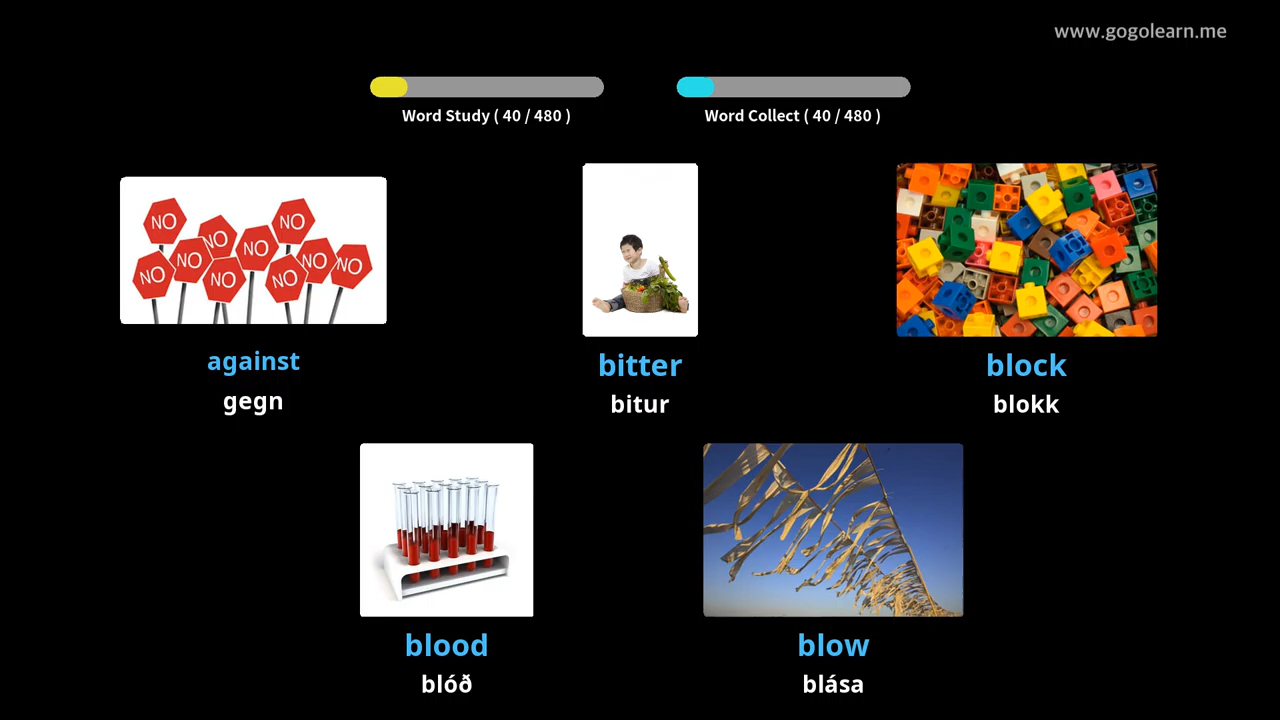 www.gogolearn.me
Word Study ( 40 / 480 )
Word Collect ( 40 / 480 )
NO NO NO NO NO NO NO NO NO NO
against
gegn
bitter
bitur
block
blokk
blood
blóð
blow
blása